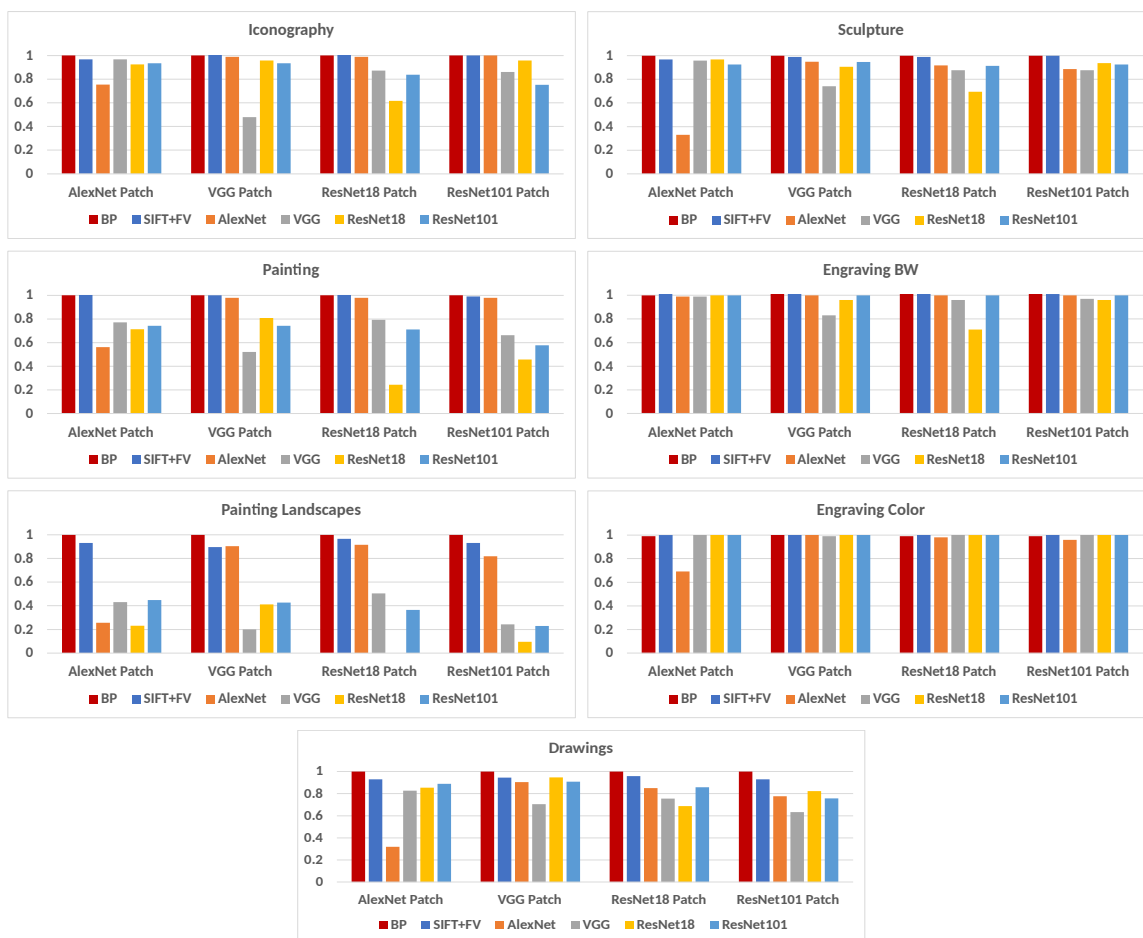 Iconography
1
0.8
0.6
0.4
0.2
0
AlexNet Patch VGG Patch ResNet18 Patch ResNet101 Patch
BP SIFT+FV AlexNet VGG ResNet18 ResNet101
Sculpture
1
0.8
0.6
0.4
0.2
0
AlexNet Patch VGG Patch ResNet18 Patch ResNet101 Patch
BP SIFT+FV AlexNet VGG ResNet18 ResNet101
Painting
1
0.8
0.6
0.4
0.2
0
AlexNet Patch VGG Patch ResNet18 Patch ResNet101 Patch
BP SIFT+FV AlexNet VGG ResNet18 ResNet101
Engraving BW
1
0.8
0.6
0.4
0.2
0
AlexNet Patch VGG Patch ResNet18 Patch ResNet101 Patch
BP SIFT+FV AlexNet VGG ResNet18 ResNet101
Painting Landscapes
1
0.8
0.6
0.4
0.2
0
AlexNet Patch VGG Patch ResNet18 Patch ResNet101 Patch
BP SIFT+FV AlexNet VGG ResNet18 ResNet101
Engraving Color
1
0.8
0.6
0.4
0.2
0
AlexNet Patch VGG Patch ResNet18 Patch ResNet101 Patch
BP SIFT+FV AlexNet VGG ResNet18 ResNet101
Drawings
1
0.8
0.6
0.4
0.2
0
AlexNet Patch VGG Patch ResNet18 Patch ResNet101 Patch
BP SIFT+FV AlexNet VGG ResNet18 ResNet101